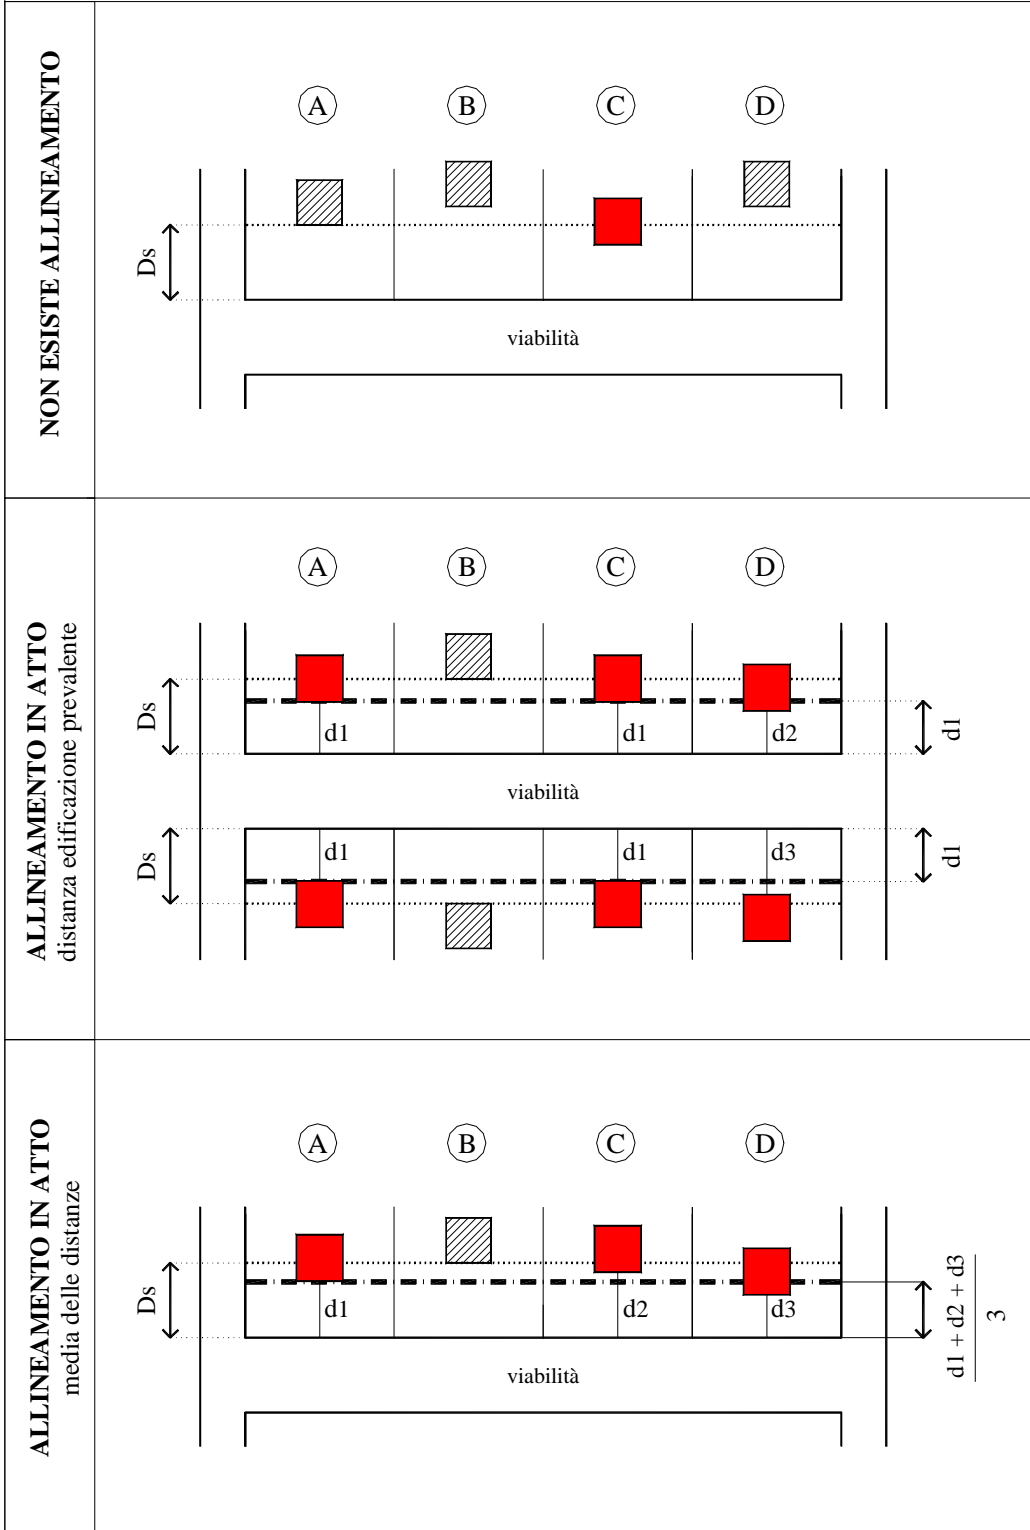 NON ESISTE ALLINEAMENTO
A B C D
Ds
viabilità
ALLINEAMENTO IN ATTO
distanza edificazione prevalente
A B C D
Ds
d1 d1 d2
d1
viabilità
Ds
d1 d1 d3
d1
ALLINEAMENTO IN ATTO
media delle distanze
A B C D
Ds
d1 d2 d3
d1 + d2 + d3
3
viabilità